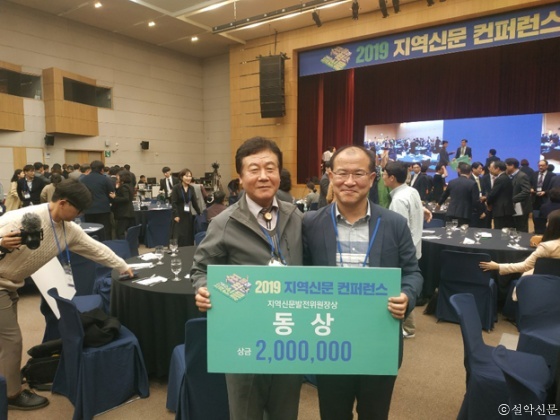 2019 지역신문 컨퍼런스
2019 지역신문 컨퍼런스
지역신문발전위원장상
동 상
상금 2,000,000
©설악신문